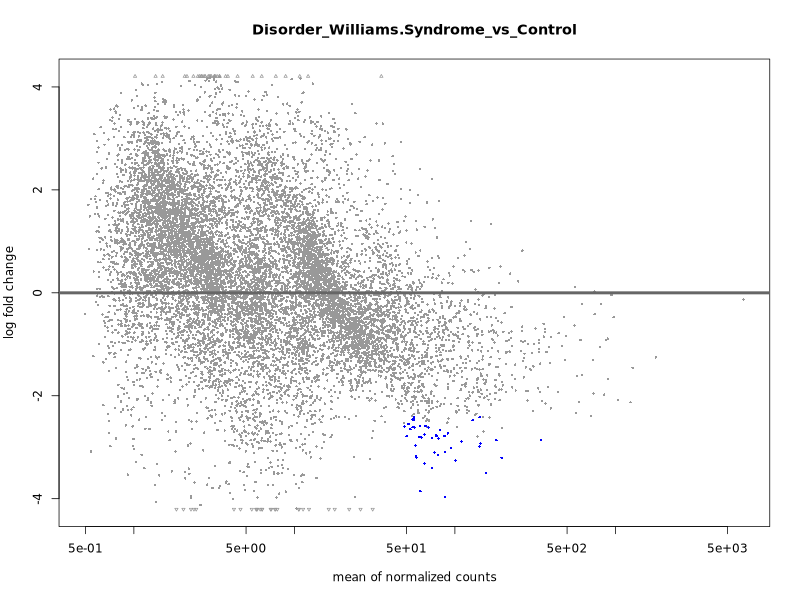 Disorder_Williams.Syndrome_vs_Control
log fold change
4
2
0
-2
-4
5e-01 5e+00 5e+01 5e+02 5e+03
mean of normalized counts